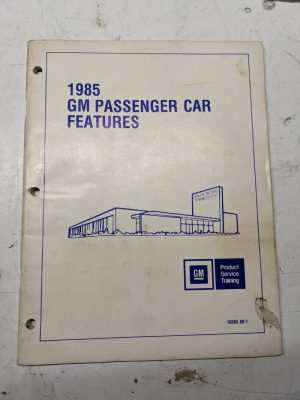 1985
GM PASSENGER CAR
FEATURES
GM
Product
Service
Training